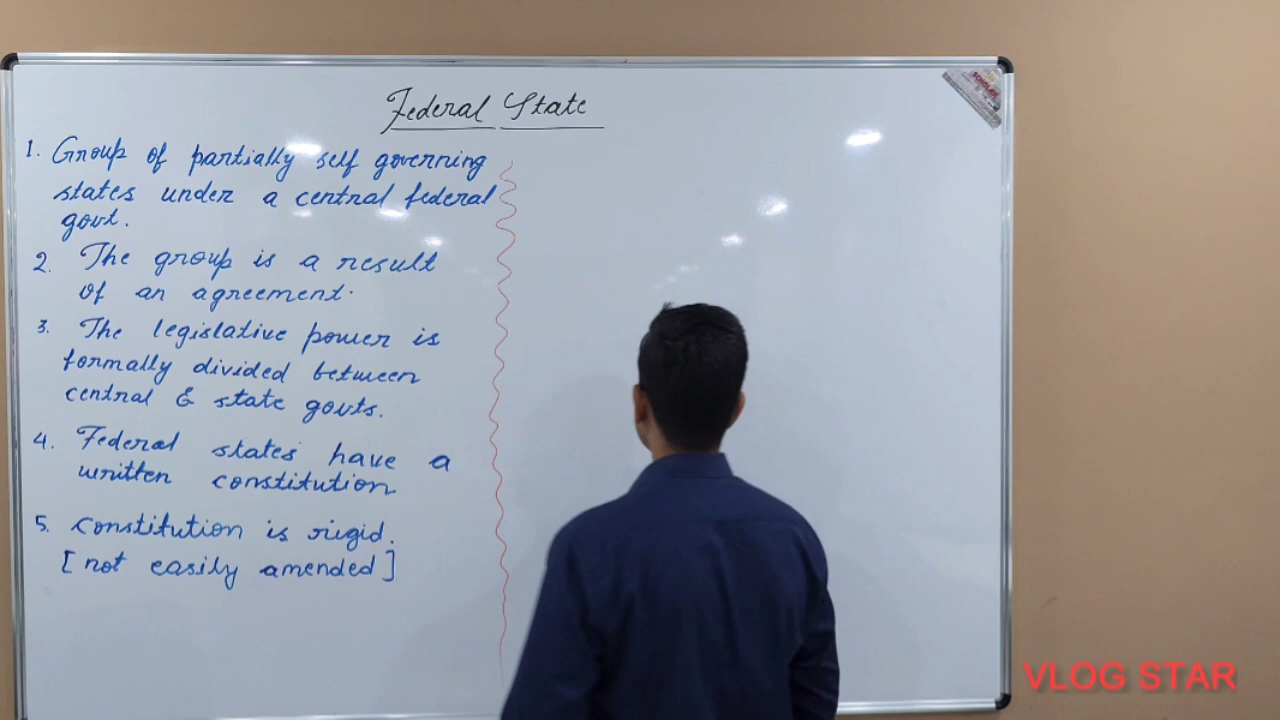 Federal State
1. Group of partially self governing
states under a central federal
govt.
2. The group is a result
of an agreement.
3. The legislative power is
formally divided between
central & state govts.
4. Federal states have a
written constitution
5. constitution is rigid.
[not easily amended]
VLOG STAR